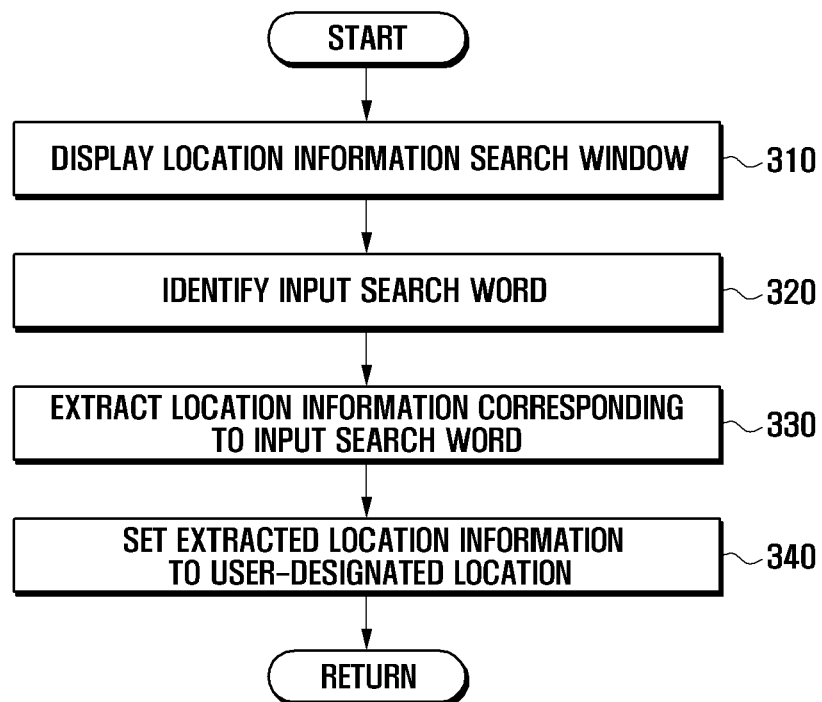 START
DISPLAY LOCATION INFORMATION SEARCH WINDOW
310
IDENTIFY INPUT SEARCH WORD
320
EXTRACT LOCATION INFORMATION CORRESPONDING
TO INPUT SEARCH WORD
330
SET EXTRACTED LOCATION INFORMATION
TO USER-DESIGNATED LOCATION
340
RETURN